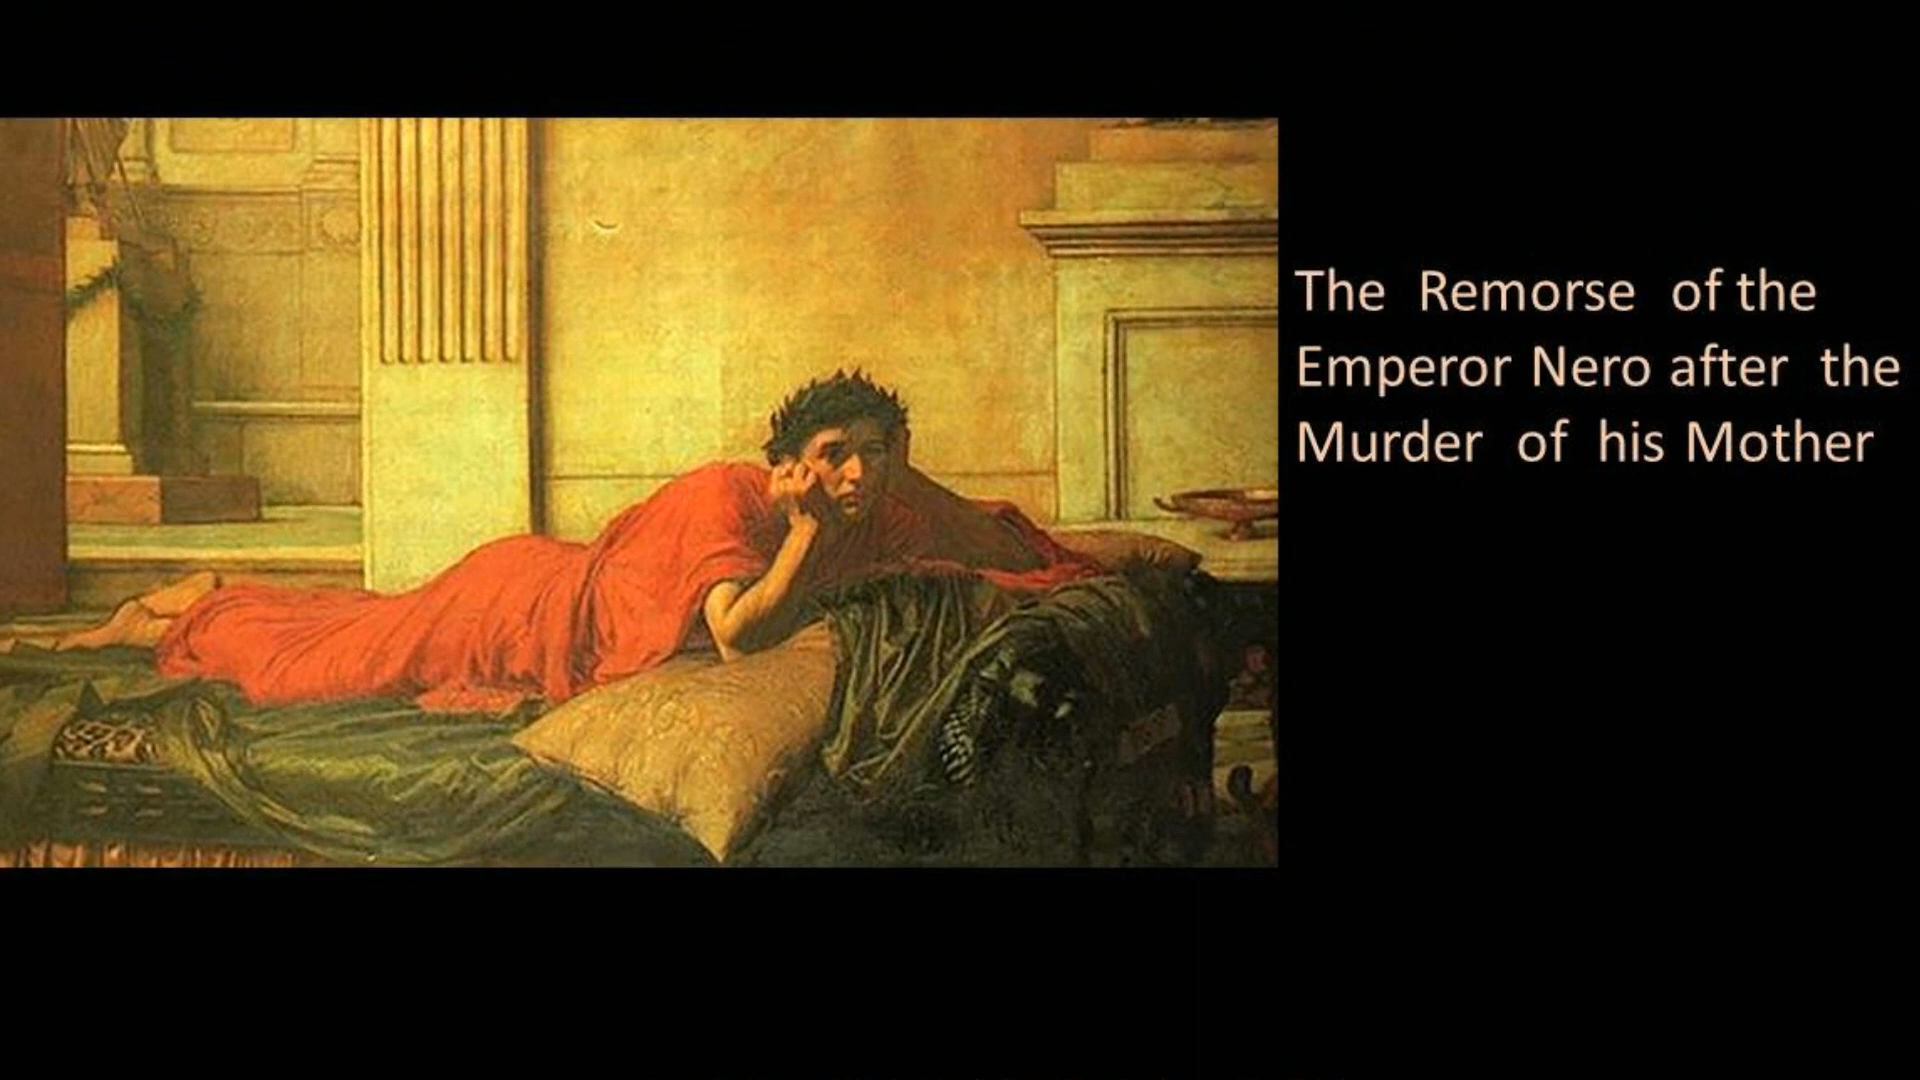 The Remorse of the
Emperor Nero after the
Murder of his Mother